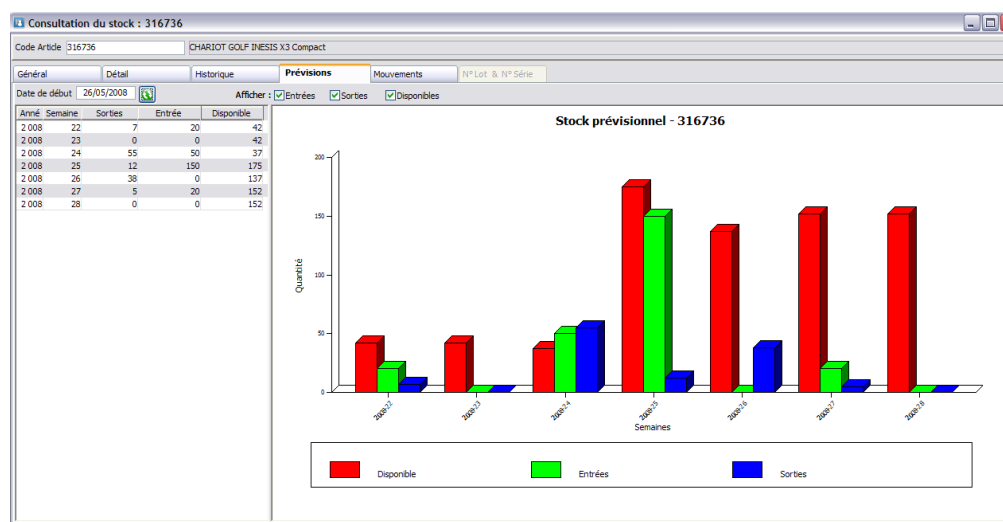 Consultation du stock : 316736
Code Article 316736 CHARIOT GOLF INESIS X3 Compact
Général Détail Historique Prévisions Mouvements N° Lot & N° Série
Date de début 26/05/2008 Afficher : Entrées Sorties Disponibles
Anné Semaine Sorties Entrée Disponible
2 008 22 7 20 42
2 008 23 0 0 42
2 008 24 55 50 37
2 008 25 12 150 175
2 008 26 38 0 137
2 008 27 5 20 152
2 008 28 0 0 152
Stock prévisionnel - 316736
200
150
100
50
0
Quantité
2008-22 2008-23 2008-24 2008-25 2008-26 2008-27 2008-28
Semaines
Disponible Entrées Sorties